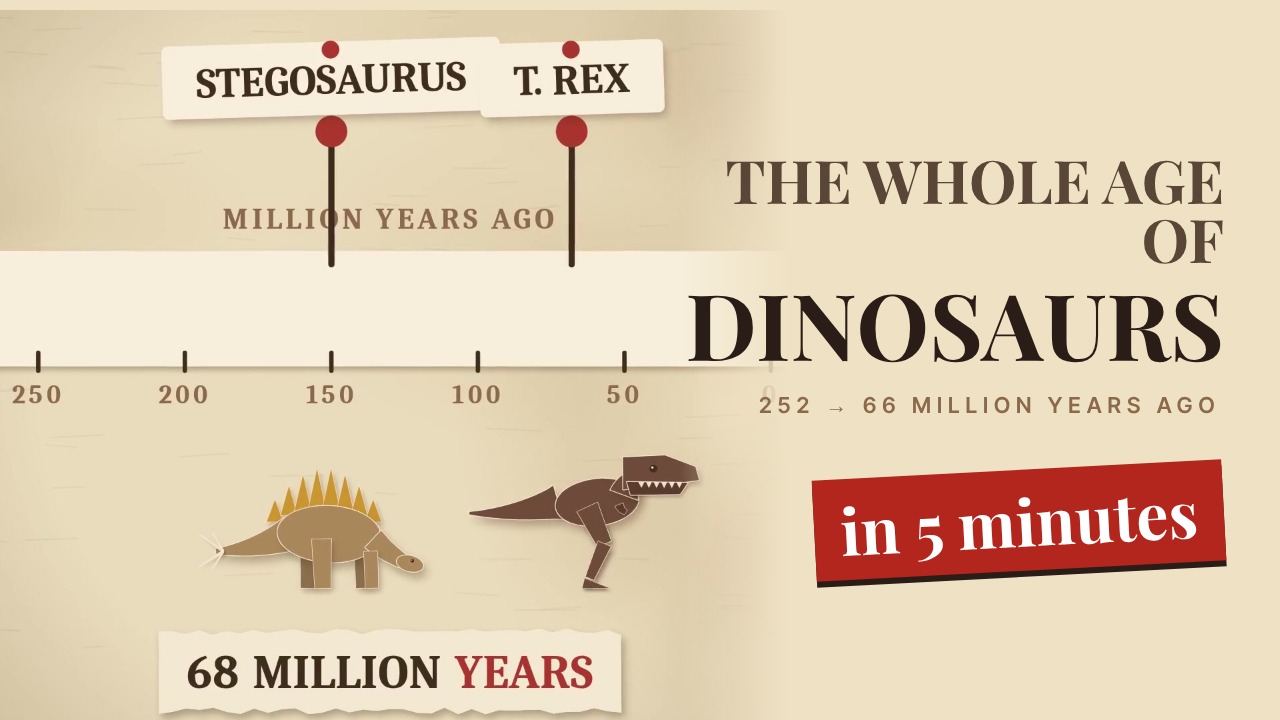 STEGOSAURUS
T. REX
MILLION YEARS AGO
250 200 150 100 50 0
68 MILLION YEARS
THE WHOLE AGE
OF
DINOSAURS
252 → 66 MILLION YEARS AGO
in 5 minutes